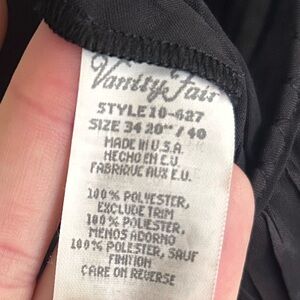 Vanity Fair
STYLE 10-627
SIZE 34 20" / 40
MADE IN U.S.A.
HECHO EN E.U.
FABRIQUE AUX E.U.
100% POLYESTER,
EXCLUDE TRIM
100% POLYESTER,
MENOS ADORNO
100% POLYESTER, SAUF
FINITION
CARE ON REVERSE